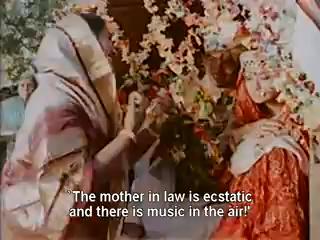 "The mother in law is ecstatic
and there is music in the air!'